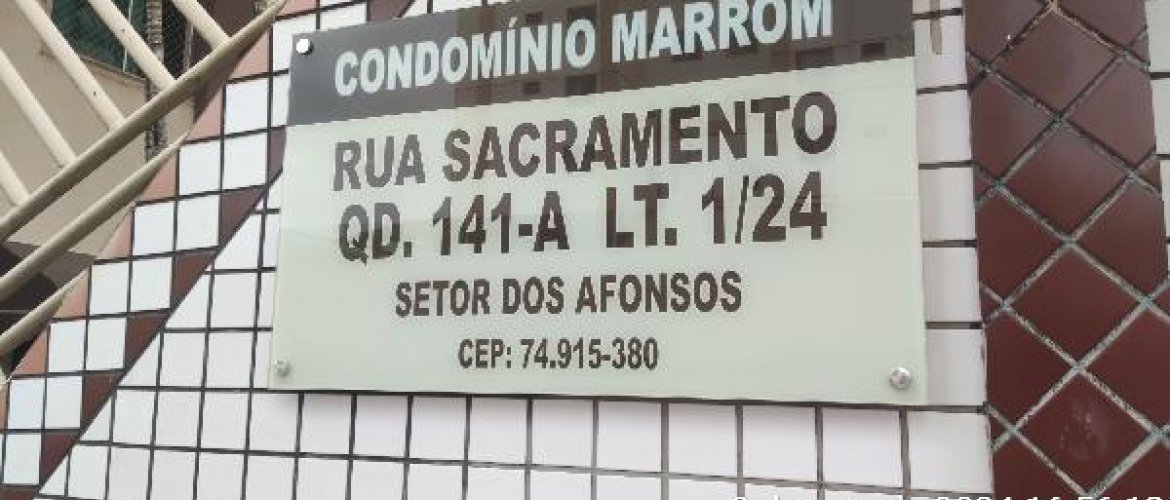 CONDOMÍNIO MARROM
RUA SACRAMENTO
QD. 141-A LT. 1/24
SETOR DOS AFONSOS
CEP: 74.915-380